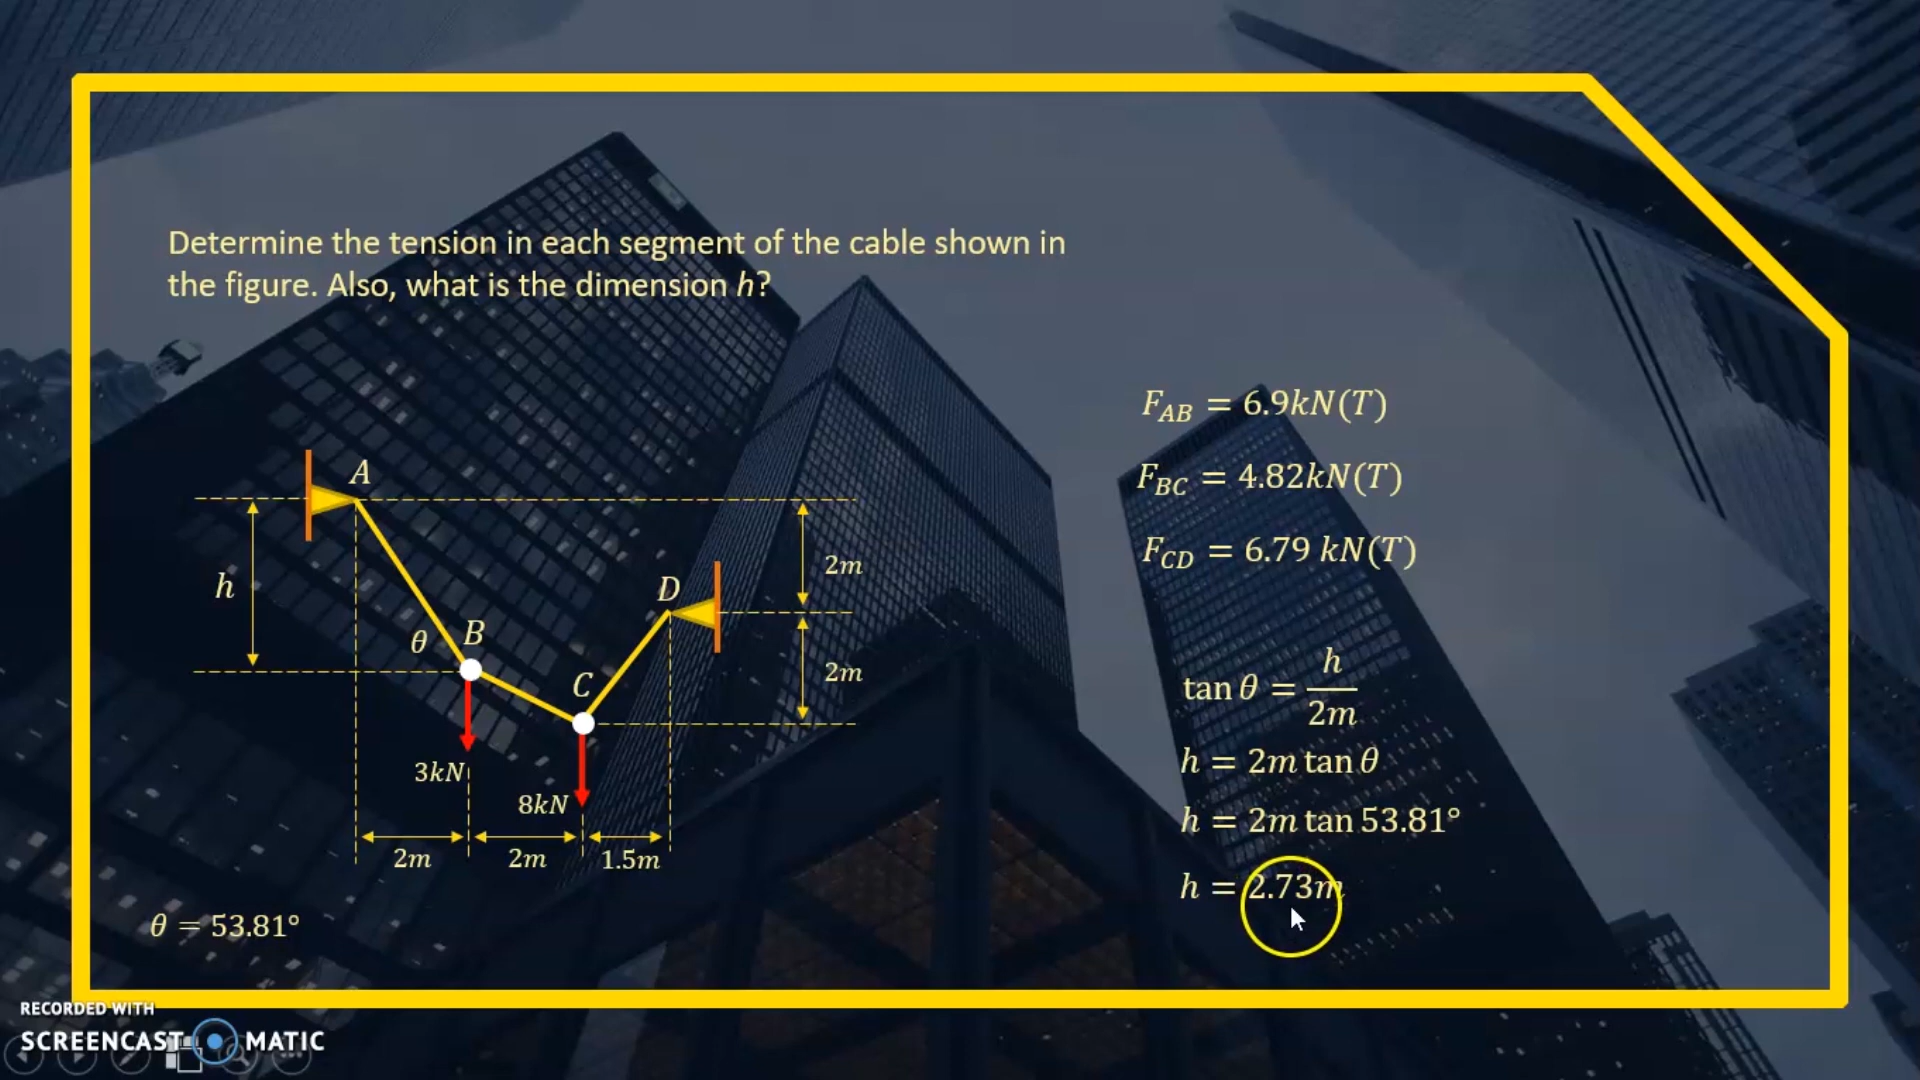 Determine the tension in each segment of the cable shown in
the figure. Also, what is the dimension h?
F_AB = 6.9kN(T)
F_BC = 4.82kN(T)
F_CD = 6.79 kN(T)
A
h
2m
D
θ
B
C
2m
3kN
8kN
2m
2m
1.5m
θ = 53.81°
tan θ = h/2m
h = 2m tan θ
h = 2m tan 53.81°
h = 2.73m
RECORDED WITH
SCREENCAST MATIC